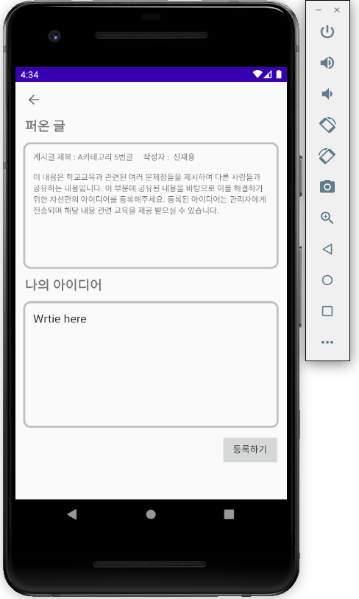 4:34
퍼온 글
게시글 제목 : A카테고리 5번글 작성자 : 신재용
이 내용은 학교교육과 관련된 여러 문제점들을 제시하여 다른 사람들과
공유하는 내용입니다. 이 부분에 공유된 내용을 바탕으로 이를 해결하기
위한 자신만의 아이디어를 등록해주세요. 등록된 아이디어는 관리자에게
전송되며 해당 내용 관련 교육을 제공 받으실 수 있습니다.
나의 아이디어
Wrtie here
등록하기